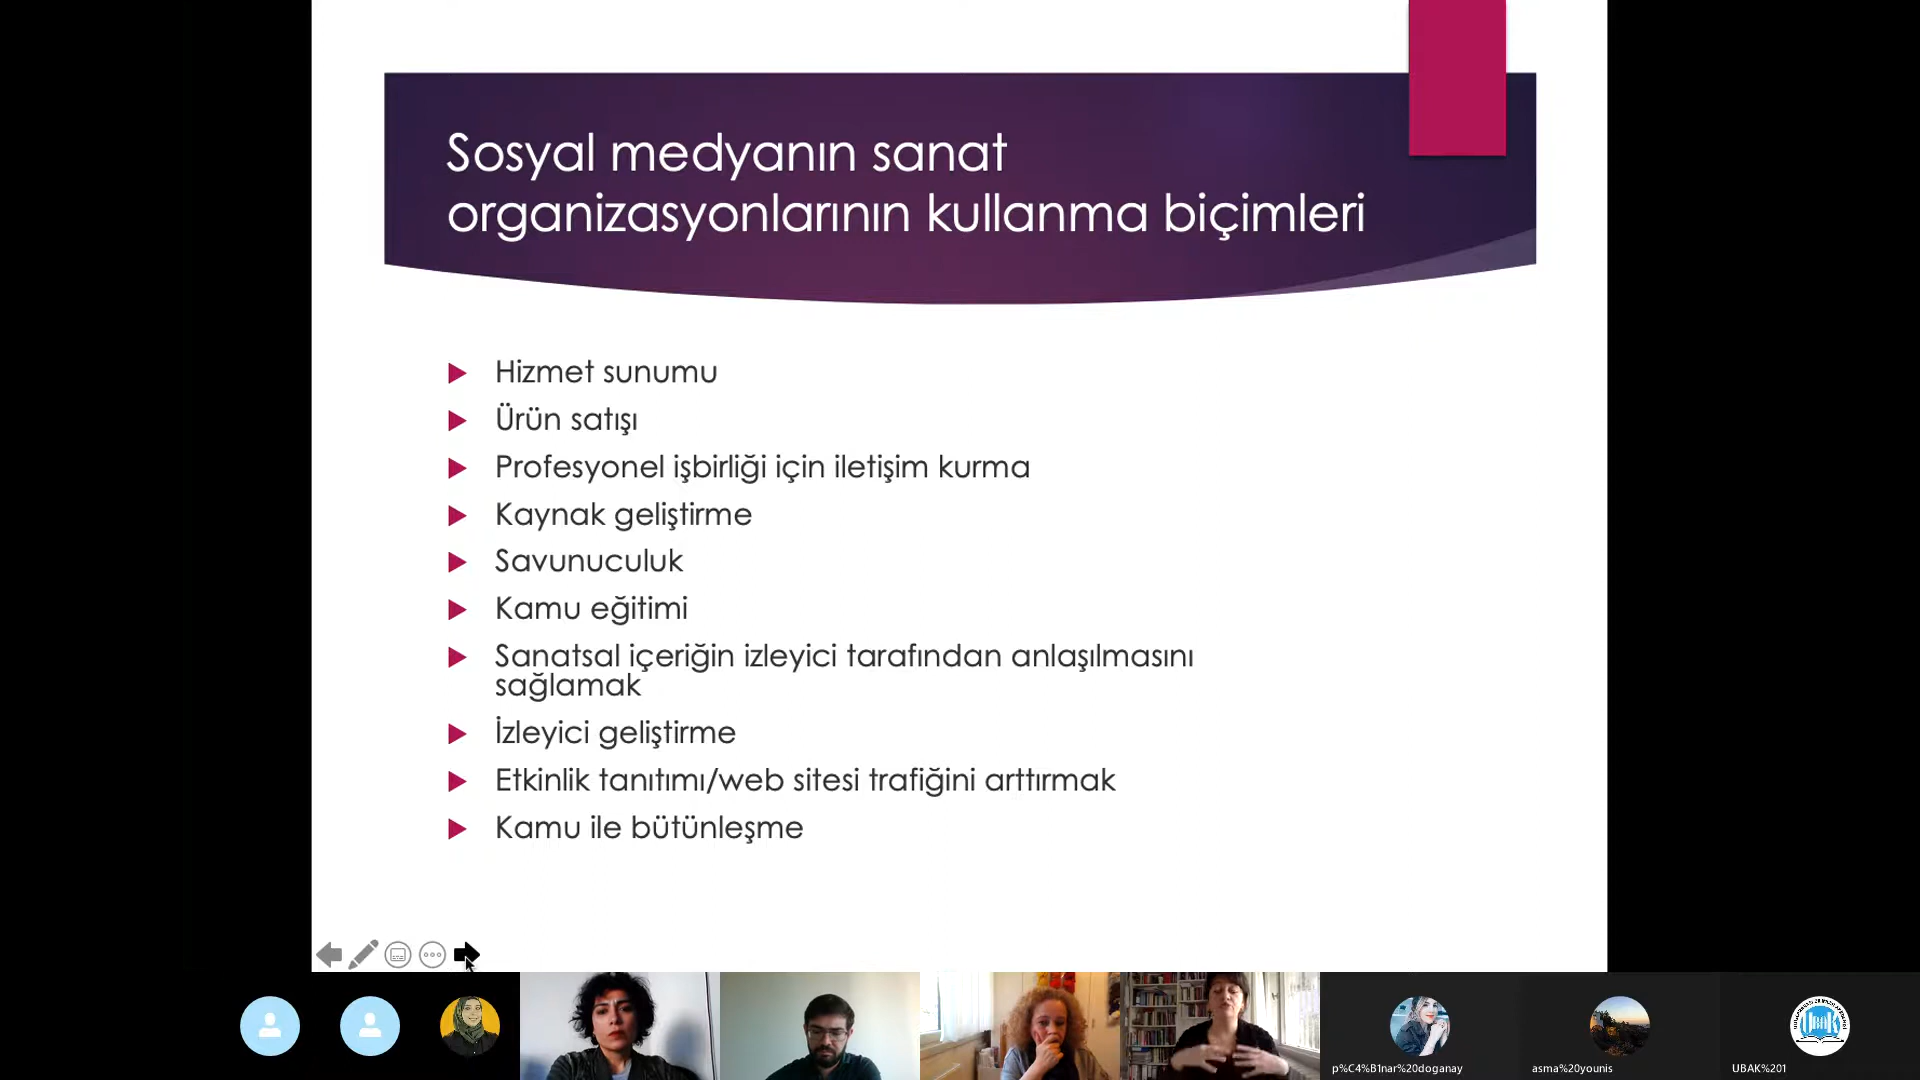 Sosyal medyanın sanat
organizasyonlarının kullanma biçimleri
Hizmet sunumu
Ürün satışı
Profesyonel işbirliği için iletişim kurma
Kaynak geliştirme
Savunuculuk
Kamu eğitimi
Sanatsal içeriğin izleyici tarafından anlaşılmasını
sağlamak
İzleyici geliştirme
Etkinlik tanıtımı/web sitesi trafiğini arttırmak
Kamu ile bütünleşme
p%C4%B1nar%20doganay
asma%20younis
UBAK
UBAK%201